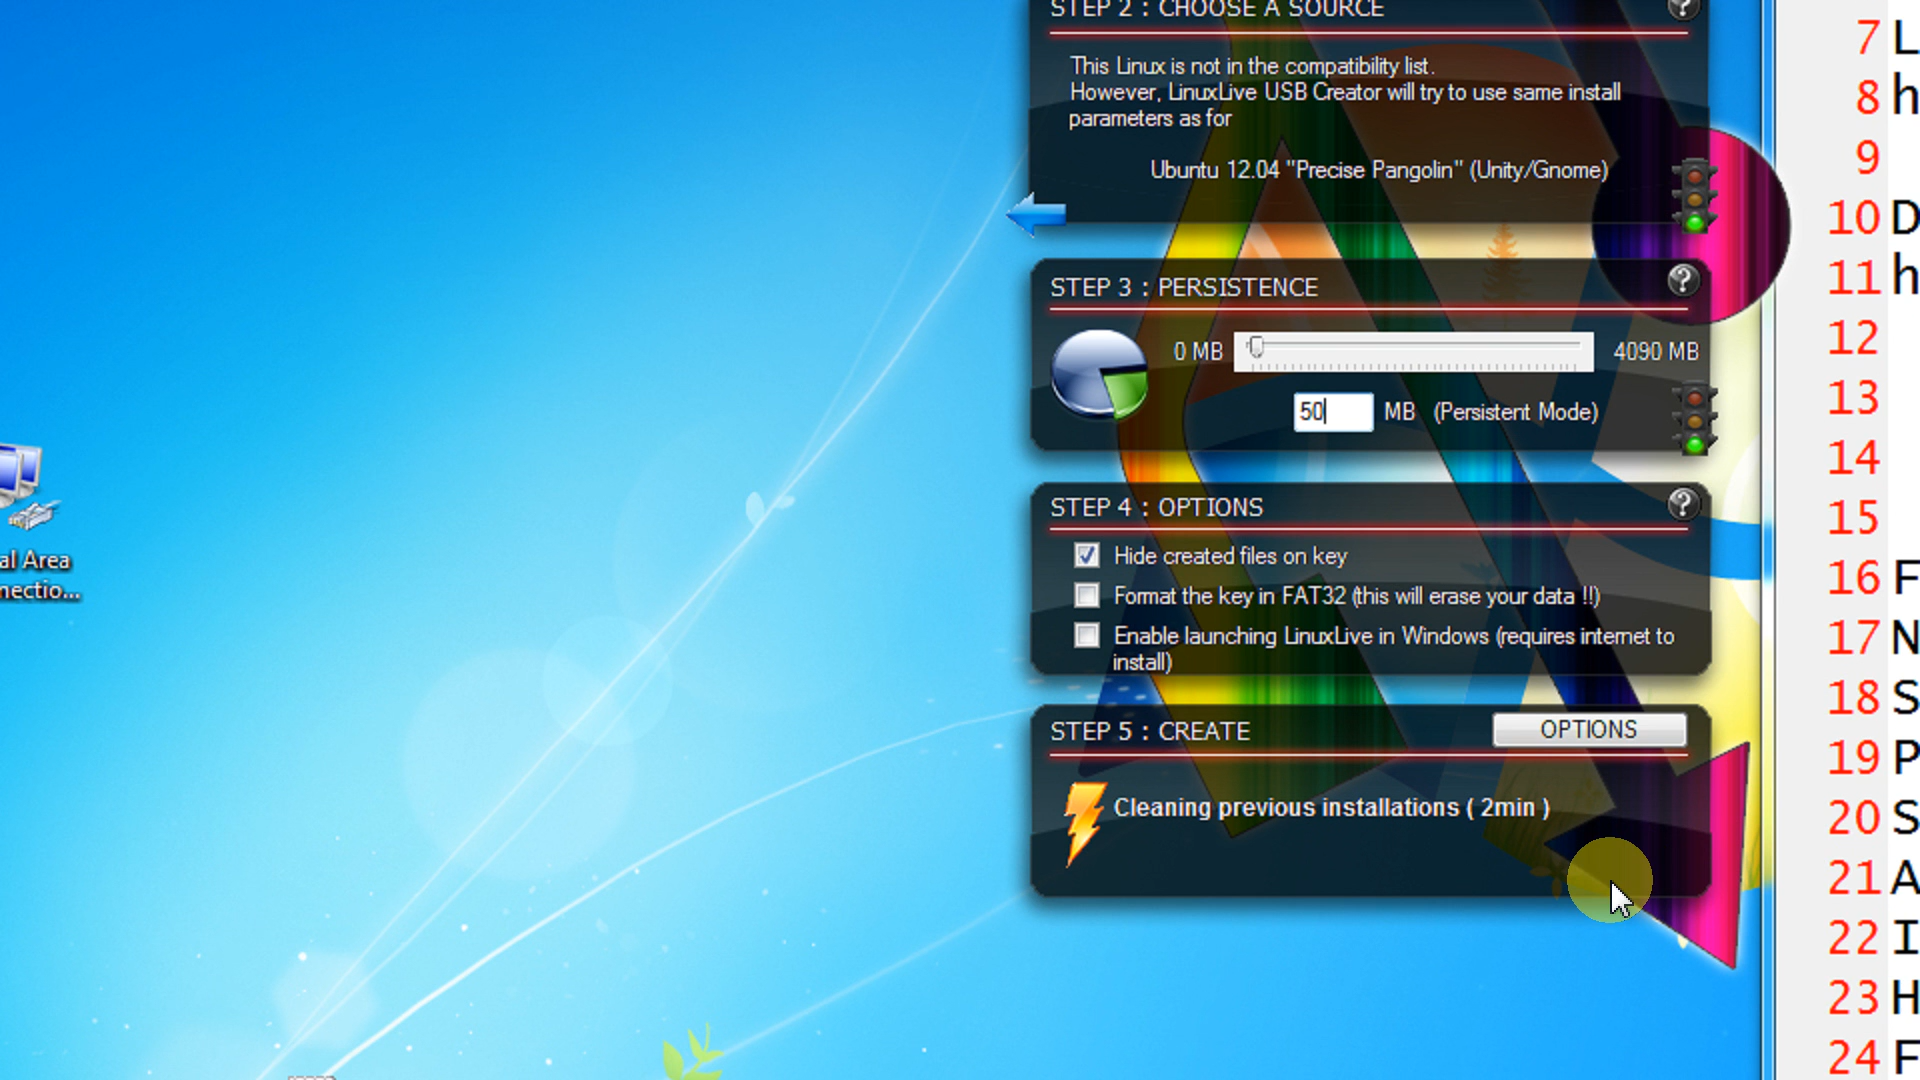 STEP 2 : CHOOSE A SOURCE
This Linux is not in the compatibility list.
However, LinuxLive USB Creator will try to use same install
parameters as for
Ubuntu 12.04 "Precise Pangolin" (Unity/Gnome)
STEP 3 : PERSISTENCE
0 MB
4090 MB
50
MB (Persistent Mode)
STEP 4 : OPTIONS
Hide created files on key
Format the key in FAT32 (this will erase your data !!)
Enable launching LinuxLive in Windows (requires internet to
install)
STEP 5 : CREATE
OPTIONS
Cleaning previous installations ( 2min )
al Area
nectio...
7 L
8 h
9
10 D
11 h
12
13
14
15
16 F
17 N
18 S
19 P
20 S
21 A
22 I
23 H
24 F